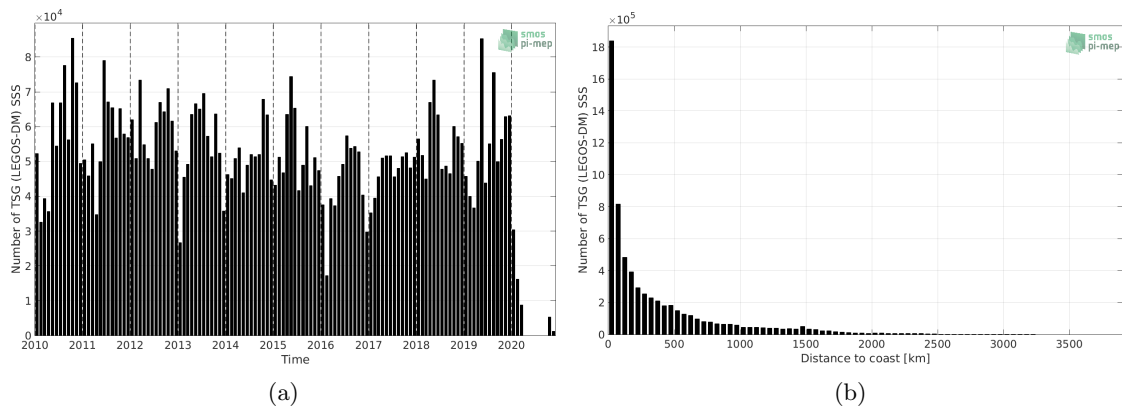 ×10⁴
smos
pi-mep
8
7
6
5
4
3
2
1
0
Number of TSG (LEGOS-DM) SSS
2010 2011 2012 2013 2014 2015 2016 2017 2018 2019 2020
Time
(a)
×10⁵
smos
pi-mep
18
16
14
12
10
8
6
4
2
0
Number of TSG (LEGOS-DM) SSS
0 500 1000 1500 2000 2500 3000 3500
Distance to coast [km]
(b)